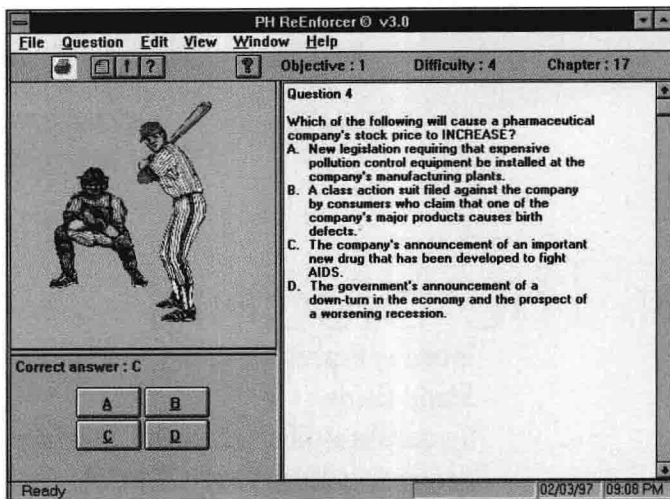 PH ReEnforcer © v3.0
File Question Edit View Window Help
Objective : 1 Difficulty : 4 Chapter : 17
Question 4
Which of the following will cause a pharmaceutical
company's stock price to INCREASE?
A. New legislation requiring that expensive
pollution control equipment be installed at the
company's manufacturing plants.
B. A class action suit filed against the company
by consumers who claim that one of the
company's major products causes birth
defects.
C. The company's announcement of an important
new drug that has been developed to fight
AIDS.
D. The government's announcement of a
down-turn in the economy and the prospect of
a worsening recession.
Correct answer : C
A B
C D
Ready 02/03/97 09:08 PM